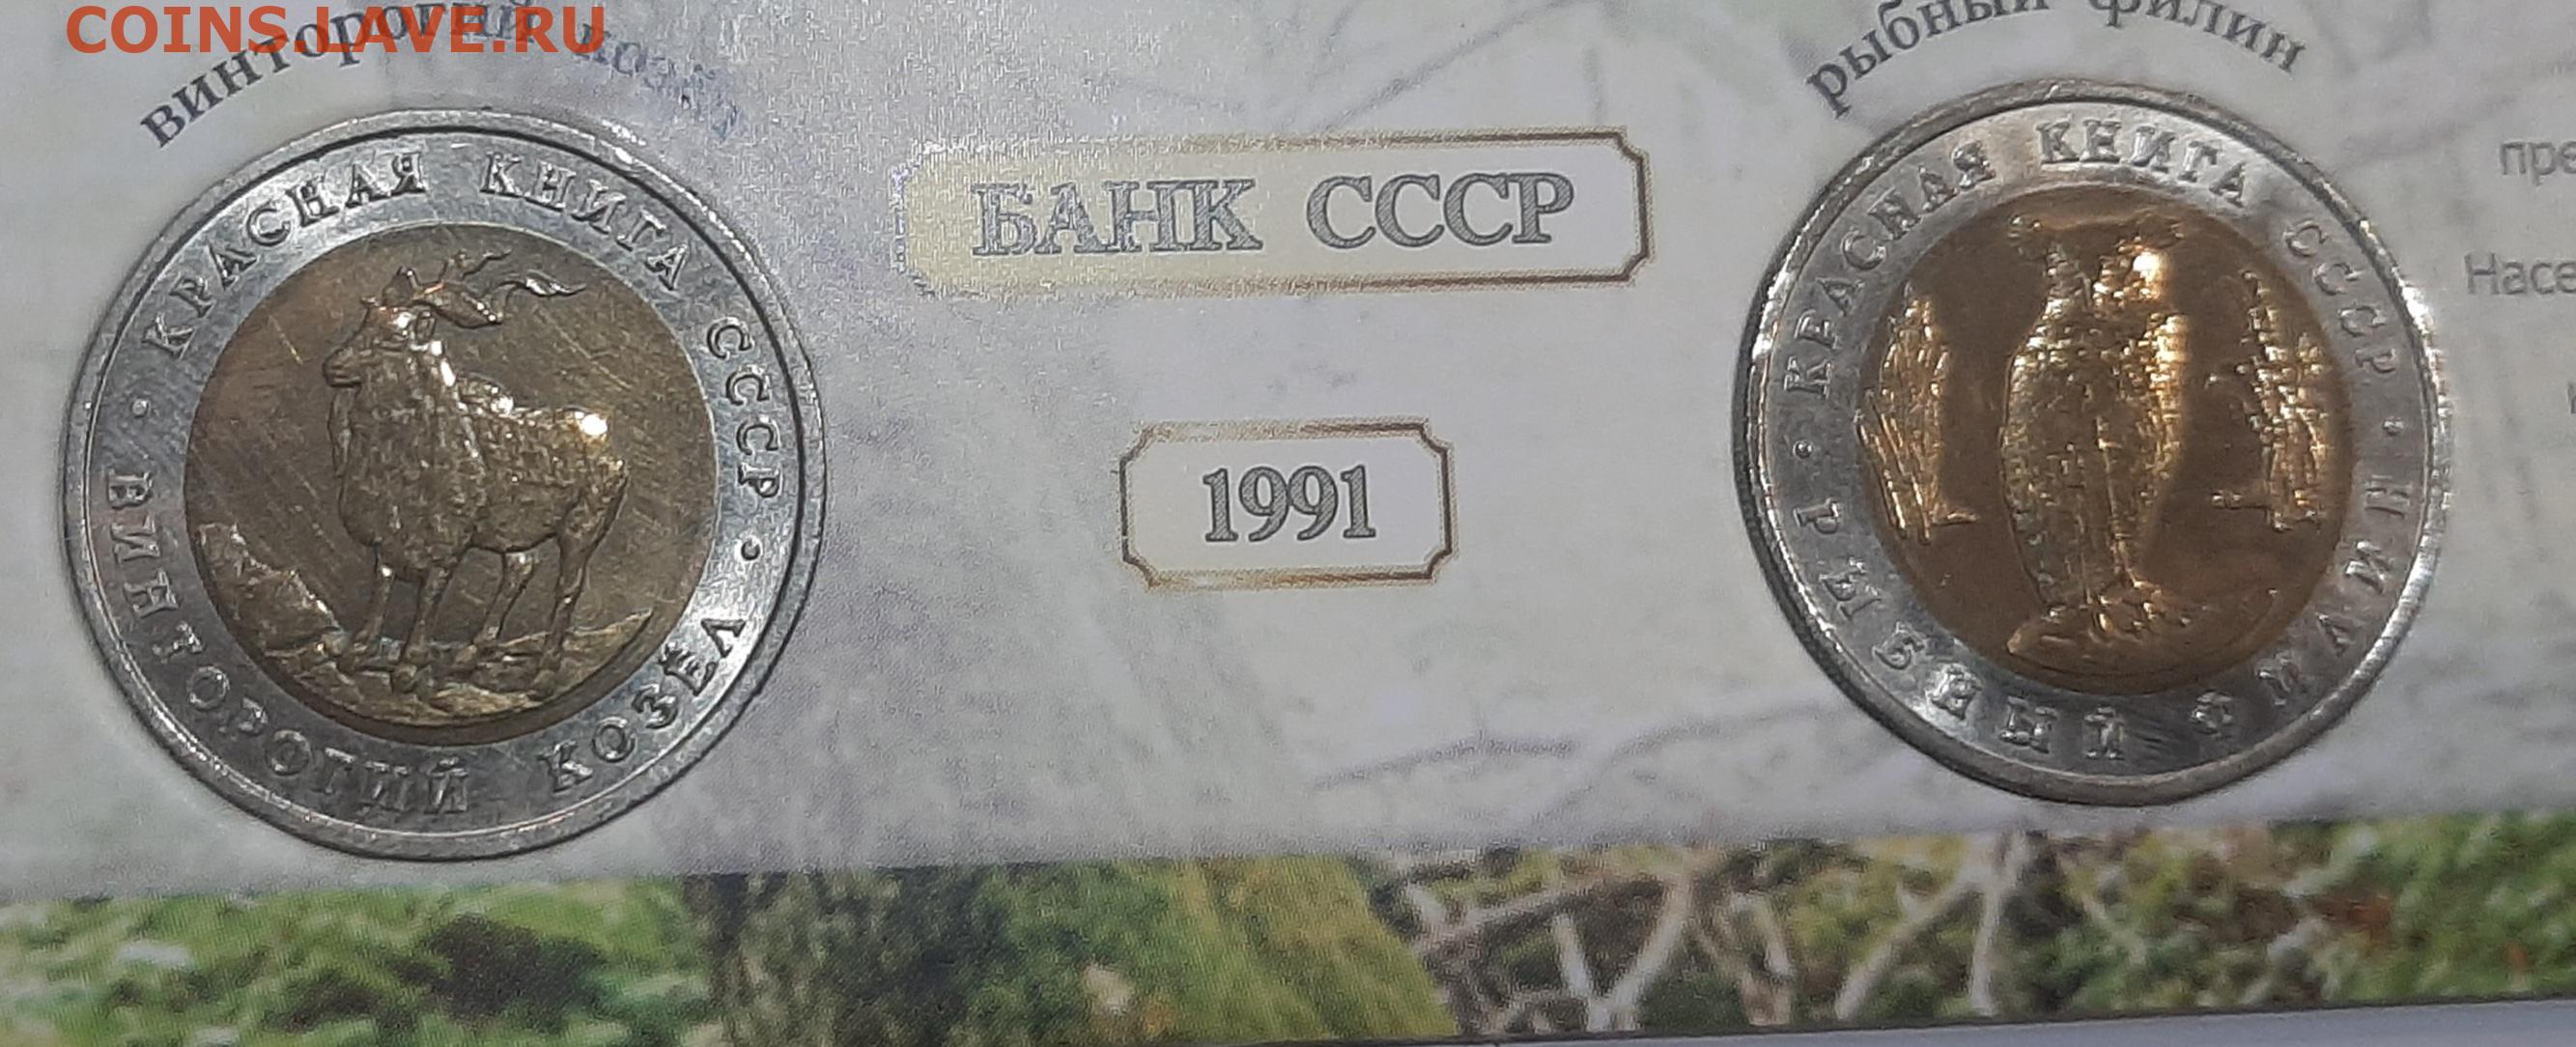 COINS.LAVE.RU
винторогий козёл
рыбный филин
КРАСНАЯ КНИГА СССР • ВИНТОРОГИЙ КОЗЁЛ •
БАНК СССР
1991
КРАСНАЯ КНИГА СССР • РЫБНЫЙ ФИЛИН •